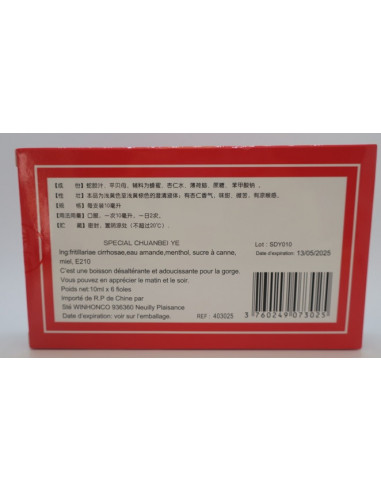 【成 份】蛇胆汁、平贝母。辅料为蜂蜜、杏仁水、薄荷脑、蔗糖、苯甲酸钠。
【性 状】本品为浅黄色至浅黄棕色的澄清液体。有杏仁香气，味甜、微苦、有凉喉感。
【规 格】每支装10毫升
【用法用量】口服，一次10毫升，一日2次。
【贮 藏】密封，置阴凉处（不超过20℃）。
SPECIAL CHUANBEI YE
Ing:fritillariae cirrhosae,eau amande,menthol, sucre à canne,
miel, E210
C'est une boisson désaltérante et adoucissante pour la gorge.
Vous pouvez en apprécier le matin et le soir.
Poids net:10ml x 6 fioles
Importé de R.P de Chine par
Sté WINHONCO 936360 Neuilly Plaisance
Date d'expiration: voir sur l'emballage.
REF: 403025
Lot : SDY010
Date d'expiration: 13/05/2025
3 760249 073025